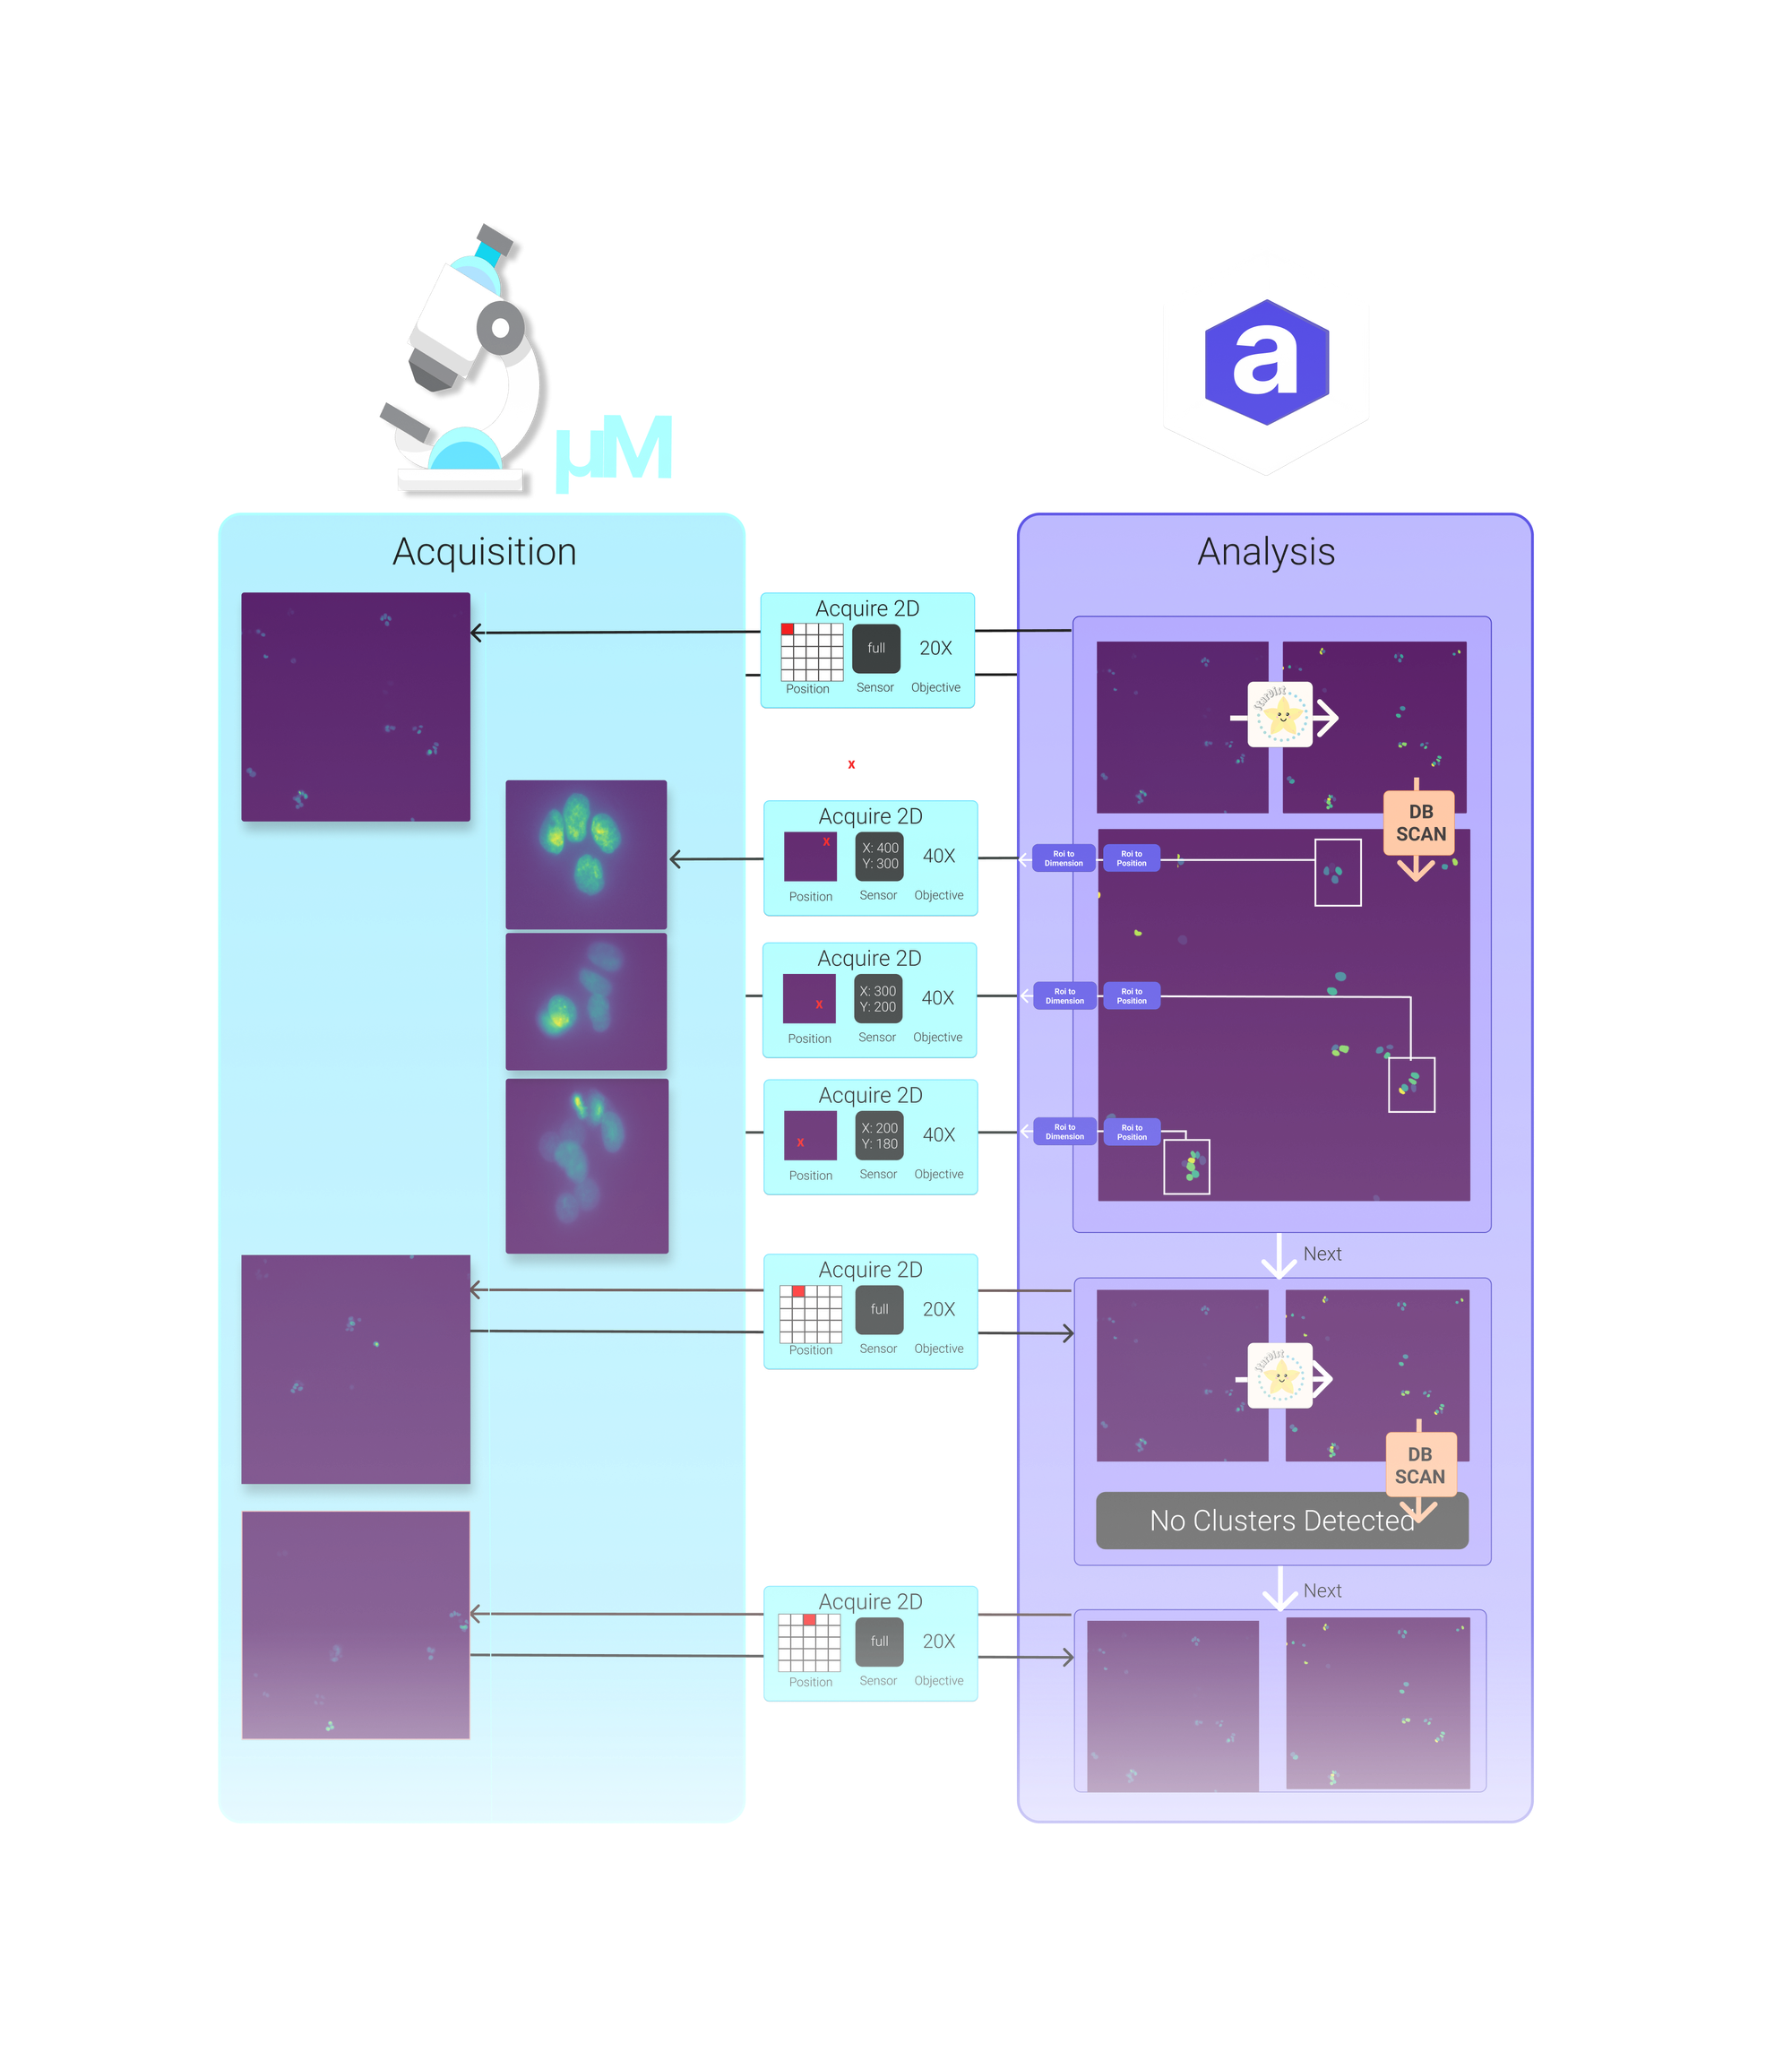 µM
a
Acquisition
Analysis
Acquire 2D
full
20X
Position
Sensor
Objective
StarDist
x
DB
SCAN
Acquire 2D
x
X: 400
Y: 300
40X
Position
Sensor
Objective
Roi to
Dimension
Roi to
Position
Acquire 2D
x
X: 300
Y: 200
40X
Position
Sensor
Objective
Roi to
Dimension
Roi to
Position
Acquire 2D
x
X: 200
Y: 180
40X
Position
Sensor
Objective
Roi to
Dimension
Roi to
Position
Next
Acquire 2D
full
20X
Position
Sensor
Objective
StarDist
DB
SCAN
No Clusters Detected
Next
Acquire 2D
full
20X
Position
Sensor
Objective